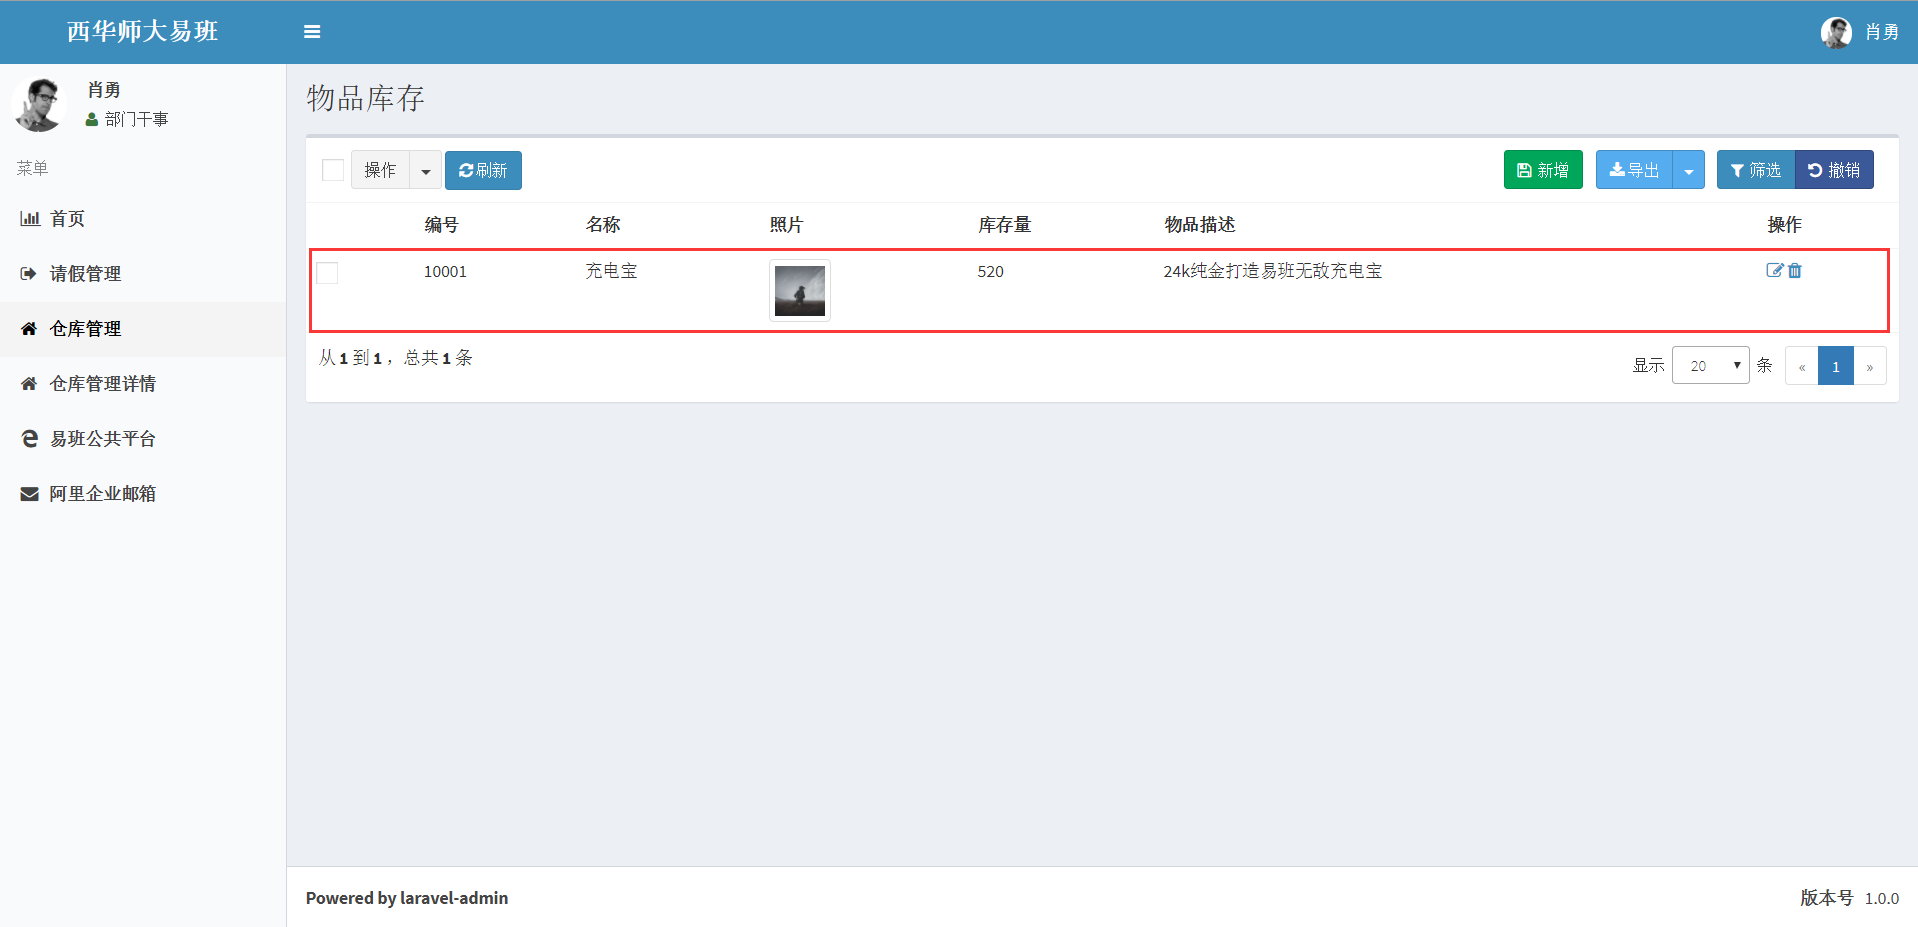 西华师大易班
肖勇
肖勇
部门干事
菜单
首页
请假管理
仓库管理
仓库管理详情
易班公共平台
阿里企业邮箱
物品库存
操作 刷新 新增 导出 筛选 撤销
编号 名称 照片 库存量 物品描述 操作
10001 充电宝 520 24k纯金打造易班无敌充电宝
从 1 到 1 ，总共 1 条
显示 20 条 « 1 »
Powered by laravel-admin
版本号 1.0.0